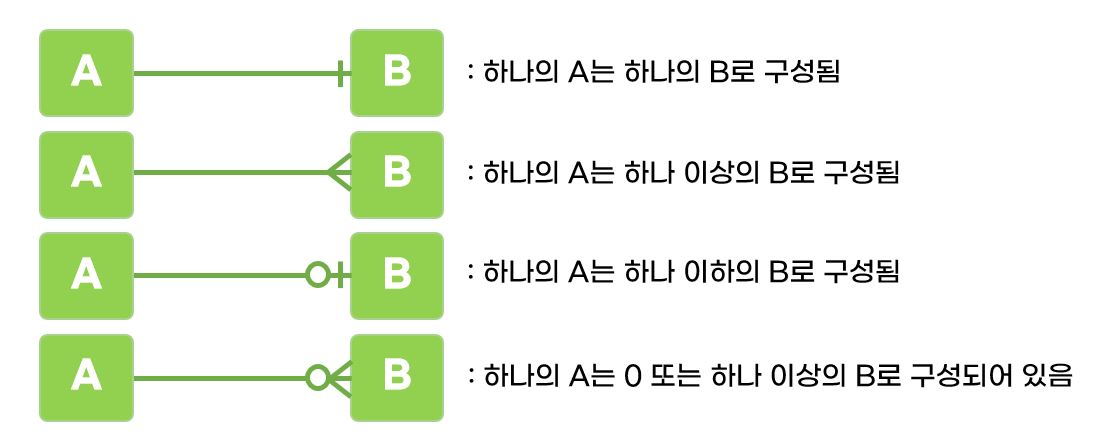 A B : 하나의 A는 하나의 B로 구성됨
A B : 하나의 A는 하나 이상의 B로 구성됨
A B : 하나의 A는 하나 이하의 B로 구성됨
A B : 하나의 A는 0 또는 하나 이상의 B로 구성되어 있음